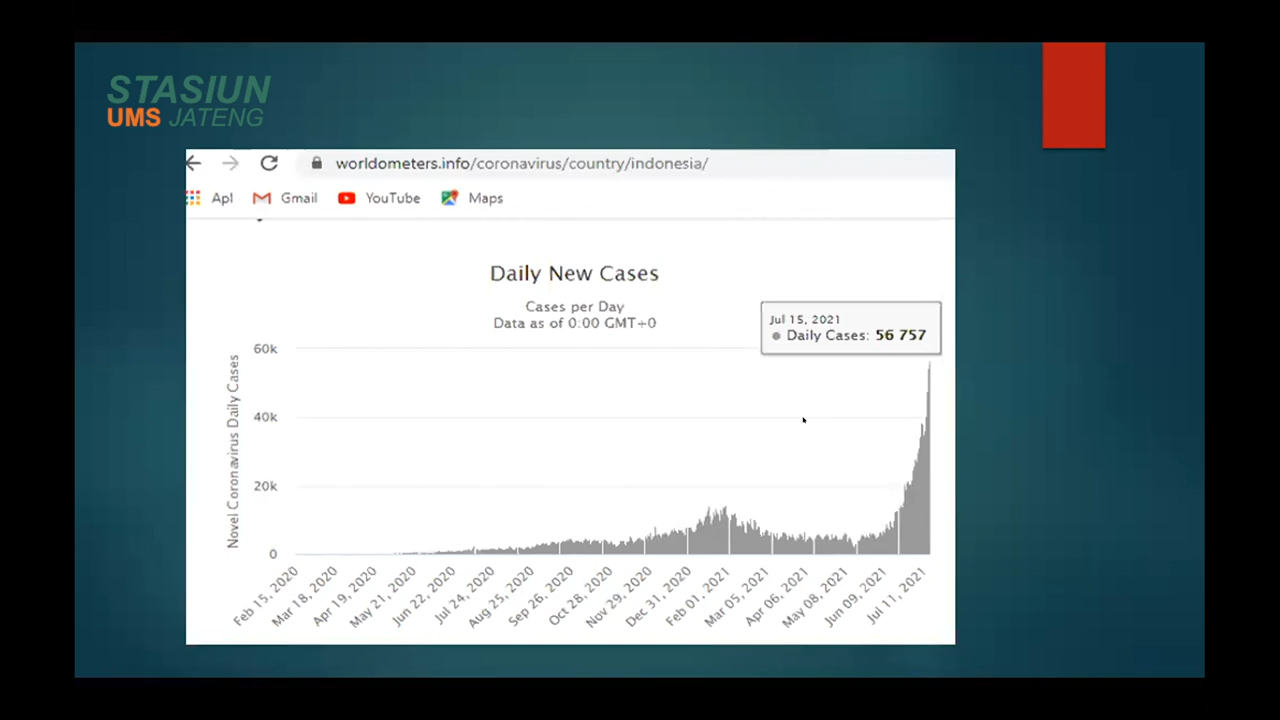 STASIUN
UMS JATENG
worldometers.info/coronavirus/country/indonesia/
Apl Gmail YouTube Maps
Daily New Cases
Cases per Day
Data as of 0:00 GMT+0
Jul 15, 2021
Daily Cases: 56 757
Novel Coronavirus Daily Cases
60k
40k
20k
0
Feb 15, 2020
Mar 18, 2020
Apr 19, 2020
May 21, 2020
Jun 22, 2020
Jul 24, 2020
Aug 25, 2020
Sep 26, 2020
Oct 28, 2020
Nov 29, 2020
Dec 31, 2020
Feb 01, 2021
Mar 05, 2021
Apr 06, 2021
May 08, 2021
Jun 09, 2021
Jul 11, 2021